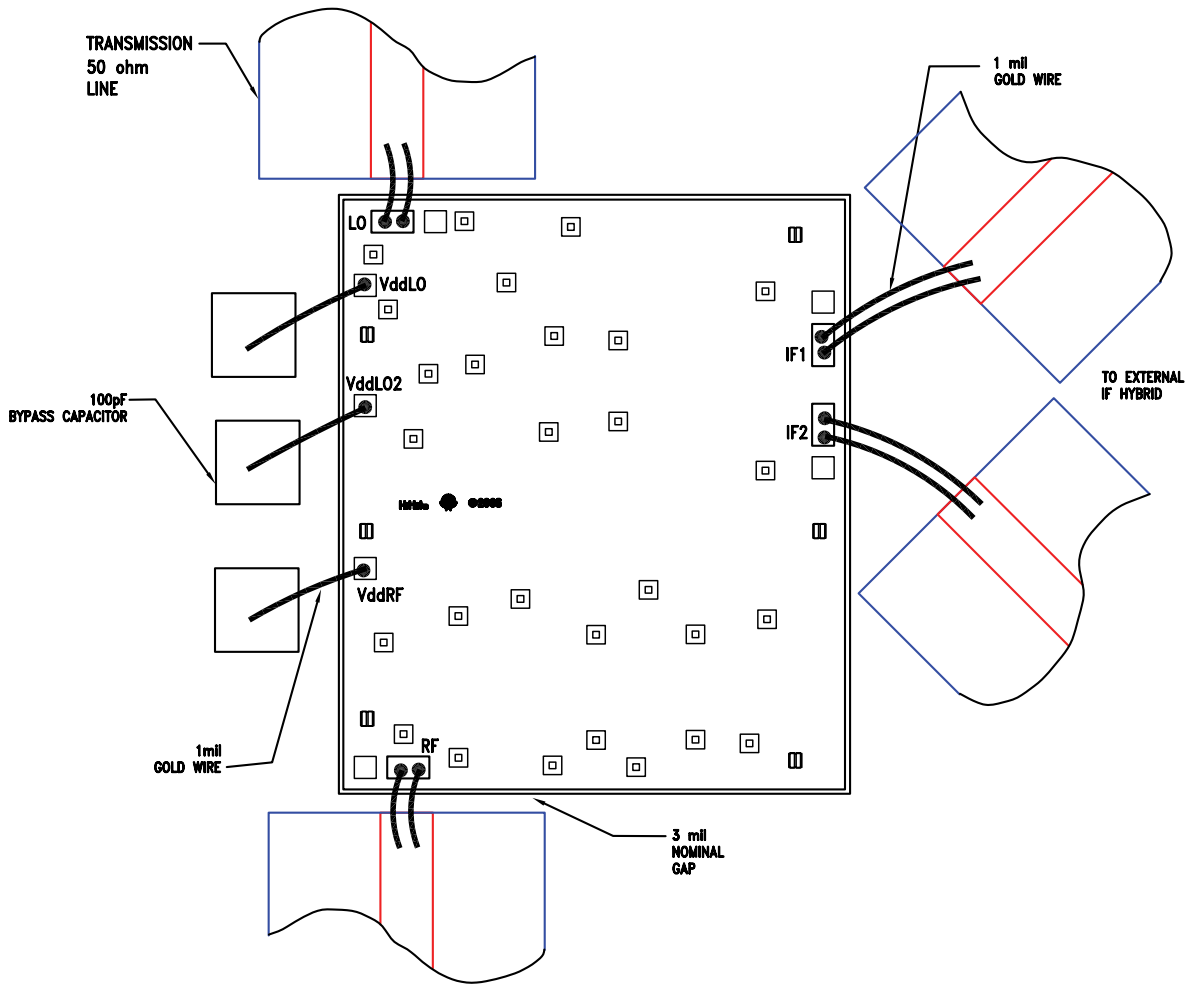 TRANSMISSION
50 ohm
LINE
1 mil
GOLD WIRE
LO
VddLO
IF1
VddLO2
TO EXTERNAL
IF HYBRID
100pF
BYPASS CAPACITOR
IF2
VddRF
RF
1mil
GOLD WIRE
3 mil
NOMINAL
GAP